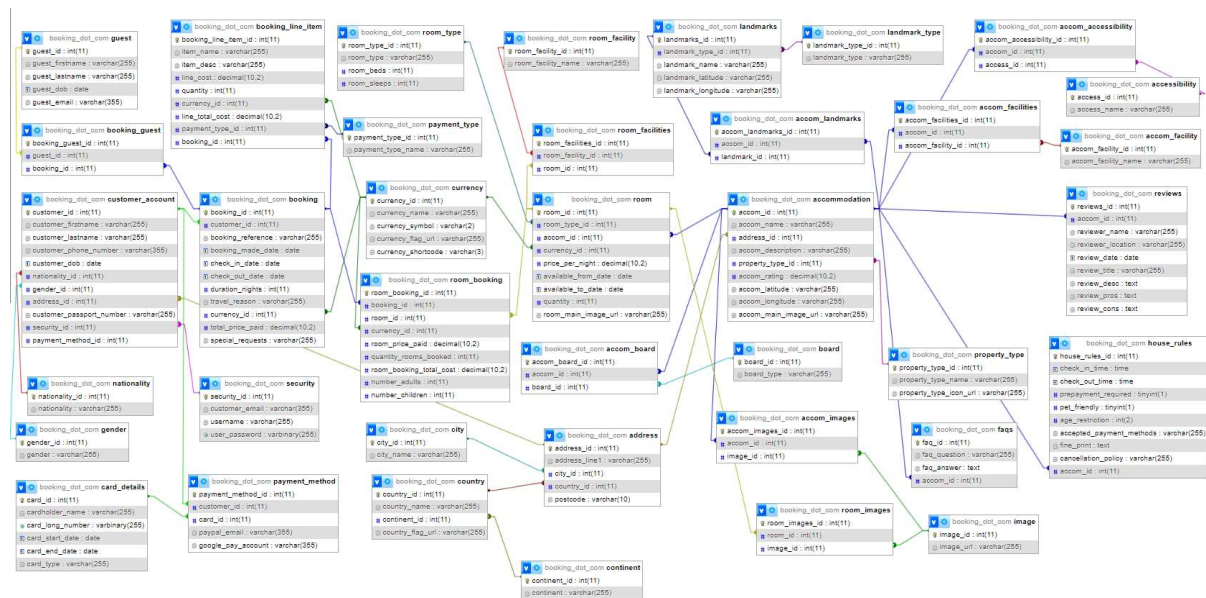 booking_dot_com guest
guest_id : int(11)
guest_firstname : varchar(255)
guest_lastname : varchar(255)
guest_dob : date
guest_email : varchar(355)
booking_dot_com booking_line_item
booking_line_item_id : int(11)
item_name : varchar(255)
item_desc : varchar(255)
line_cost : decimal(10,2)
quantity : int(11)
currency_id : int(11)
line_total_cost : decimal(10,2)
payment_type_id : int(11)
booking_id : int(11)
booking_dot_com room_type
room_type_id : int(11)
room_type : varchar(255)
room_beds : int(11)
room_sleeps : int(11)
booking_dot_com room_facility
room_facility_id : int(11)
room_facility_name : varchar(255)
booking_dot_com landmarks
landmarks_id : int(11)
landmark_type_id : int(11)
landmark_name : varchar(255)
landmark_latitude : varchar(255)
landmark_longitude : varchar(255)
booking_dot_com landmark_type
landmark_type_id : int(11)
landmark_type : varchar(255)
booking_dot_com accom_accessibility
accom_accessibility_id : int(11)
accom_id : int(11)
access_id : int(11)
booking_dot_com accessibility
access_id : int(11)
access_name : varchar(255)
booking_dot_com booking_guest
booking_guest_id : int(11)
guest_id : int(11)
booking_id : int(11)
booking_dot_com payment_type
payment_type_id : int(11)
payment_type_name : varchar(255)
booking_dot_com room_facilities
room_facilities_id : int(11)
room_facility_id : int(11)
room_id : int(11)
booking_dot_com accom_landmarks
accom_landmarks_id : int(11)
accom_id : int(11)
landmark_id : int(11)
booking_dot_com accom_facilities
accom_facilities_id : int(11)
accom_id : int(11)
accom_facility_id : int(11)
booking_dot_com accom_facility
accom_facility_id : int(11)
accom_facility_name : varchar(255)
booking_dot_com customer_account
customer_id : int(11)
customer_firstname : varchar(255)
customer_lastname : varchar(255)
customer_phone_number : varchar(355)
customer_dob : date
nationality_id : int(11)
gender_id : int(11)
address_id : int(11)
customer_passport_number : varchar(255)
security_id : int(11)
payment_method_id : int(11)
booking_dot_com booking
booking_id : int(11)
customer_id : int(11)
booking_reference : varchar(255)
booking_made_date : date
check_in_date : date
check_out_date : date
duration_nights : int(11)
travel_reason : varchar(255)
currency_id : int(11)
total_price_paid : decimal(10,2)
special_requests : varchar(255)
booking_dot_com currency
currency_id : int(11)
currency_name : varchar(255)
currency_symbol : varchar(2)
currency_flag_url : varchar(255)
currency_shortcode : varchar(3)
booking_dot_com room
room_id : int(11)
room_type_id : int(11)
accom_id : int(11)
currency_id : int(11)
price_per_night : decimal(10,2)
available_from_date : date
available_to_date : date
quantity : int(11)
room_main_image_url : varchar(255)
booking_dot_com accommodation
accom_id : int(11)
accom_name : varchar(255)
address_id : int(11)
accom_description : varchar(255)
property_type_id : int(11)
accom_rating : decimal(10,2)
accom_latitude : varchar(255)
accom_longitude : varchar(255)
accom_main_image_url : varchar(255)
booking_dot_com reviews
reviews_id : int(11)
accom_id : int(11)
reviewer_name : varchar(255)
reviewer_location : varchar(255)
review_date : date
review_title : varchar(255)
review_desc : text
review_pros : text
review_cons : text
booking_dot_com room_booking
room_booking_id : int(11)
booking_id : int(11)
room_id : int(11)
currency_id : int(11)
room_price_paid : decimal(10,2)
quantity_rooms_booked : int(11)
room_booking_total_cost : decimal(10,2)
number_adults : int(11)
number_children : int(11)
booking_dot_com accom_board
accom_board_id : int(11)
accom_id : int(11)
board_id : int(11)
booking_dot_com board
board_id : int(11)
board_type : varchar(255)
booking_dot_com property_type
property_type_id : int(11)
property_type_name : varchar(255)
property_type_icon_url : varchar(255)
booking_dot_com house_rules
house_rules_id : int(11)
check_in_time : time
check_out_time : time
prepayment_required : tinyint(1)
pet_friendly : tinyint(1)
age_restriction : int(2)
accepted_payment_methods : varchar(255)
fine_print : text
cancellation_policy : varchar(255)
accom_id : int(11)
booking_dot_com nationality
nationality_id : int(11)
nationality : varchar(255)
booking_dot_com security
security_id : int(11)
customer_email : varchar(355)
username : varchar(255)
user_password : varbinary(255)
booking_dot_com gender
gender_id : int(11)
gender : varchar(255)
booking_dot_com city
city_id : int(11)
city_name : varchar(255)
booking_dot_com address
address_id : int(11)
address_line1 : varchar(255)
city_id : int(11)
country_id : int(11)
postcode : varchar(10)
booking_dot_com accom_images
accom_images_id : int(11)
accom_id : int(11)
image_id : int(11)
booking_dot_com faqs
faq_id : int(11)
faq_question : varchar(255)
faq_answer : text
accom_id : int(11)
booking_dot_com card_details
card_id : int(11)
cardholder_name : varchar(255)
card_long_number : varbinary(255)
card_start_date : date
card_end_date : date
card_type : varchar(255)
booking_dot_com payment_method
payment_method_id : int(11)
customer_id : int(11)
card_id : int(11)
paypal_email : varchar(355)
google_pay_account : varchar(355)
booking_dot_com country
country_id : int(11)
country_name : varchar(255)
continent_id : int(11)
country_flag_url : varchar(255)
booking_dot_com room_images
room_images_id : int(11)
room_id : int(11)
image_id : int(11)
booking_dot_com image
image_id : int(11)
image_url : varchar(255)
booking_dot_com continent
continent_id : int(11)
continent : varchar(255)